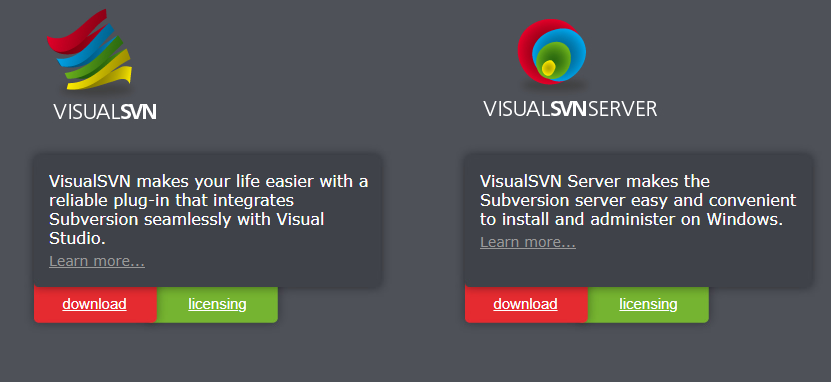 VISUALSVN
VISUALSVNSERVER
VisualSVN makes your life easier with a
reliable plug-in that integrates
Subversion seamlessly with Visual
Studio.
Learn more...
download
licensing
VisualSVN Server makes the
Subversion server easy and convenient
to install and administer on Windows.
Learn more...
download
licensing